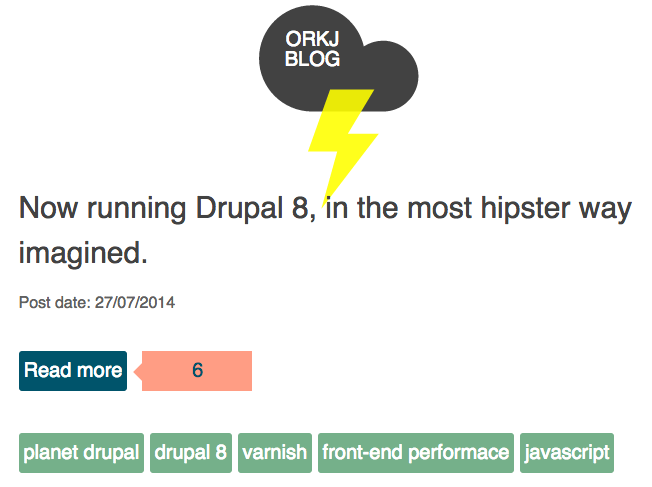 ORKJ
BLOG
Now running Drupal 8, in the most hipster way
imagined.
Post date: 27/07/2014
Read more 6
planet drupal drupal 8 varnish front-end performace javascript